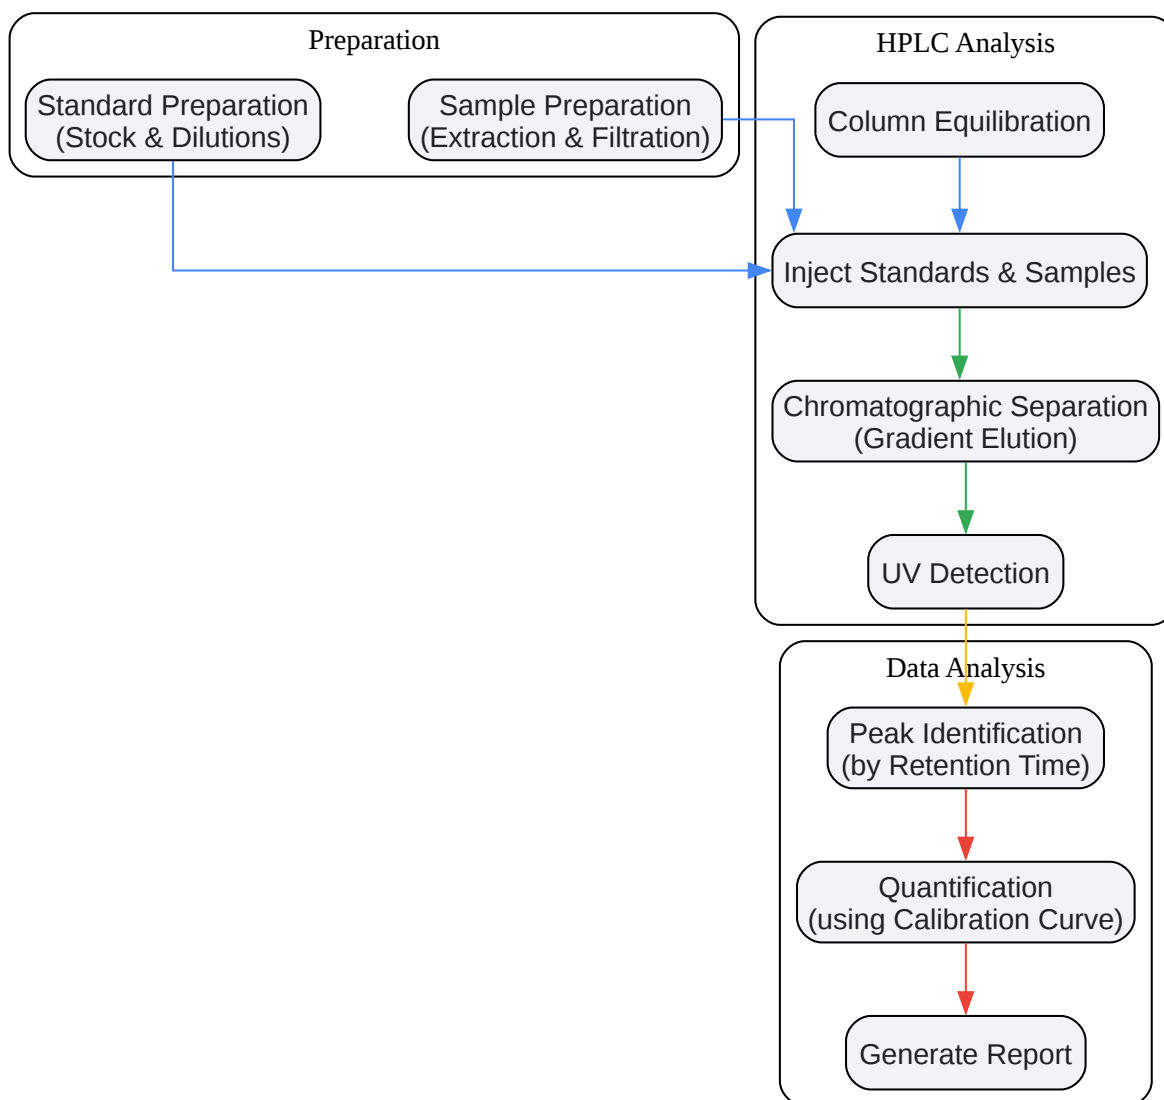 Preparation
Standard Preparation
(Stock & Dilutions)
Sample Preparation
(Extraction & Filtration)
HPLC Analysis
Column Equilibration
Inject Standards & Samples
Chromatographic Separation
(Gradient Elution)
UV Detection
Data Analysis
Peak Identification
(by Retention Time)
Quantification
(using Calibration Curve)
Generate Report